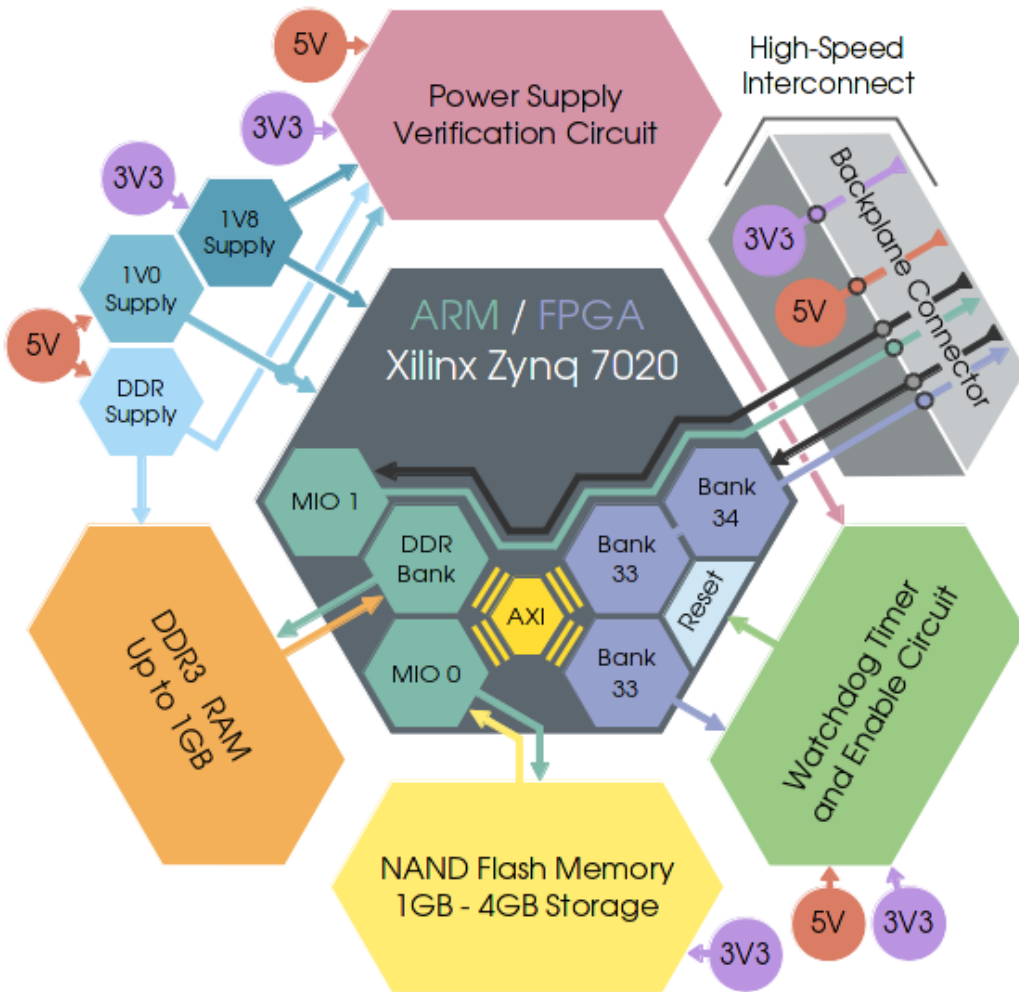 5V
Power Supply
Verification Circuit
3V3
High-Speed
Interconnect
3V3
1V8
Supply
1V0
Supply
5V
DDR
Supply
Backplane Connector
3V3
5V
ARM / FPGA
Xilinx Zynq 7020
MIO 1
DDR
Bank
MIO 0
AXI
Bank
34
Bank
33
Bank
33
Reset
DDR3 RAM
Up to 1GB
Watchdog Timer
and Enable Circuit
NAND Flash Memory
1GB - 4GB Storage
3V3
5V
3V3